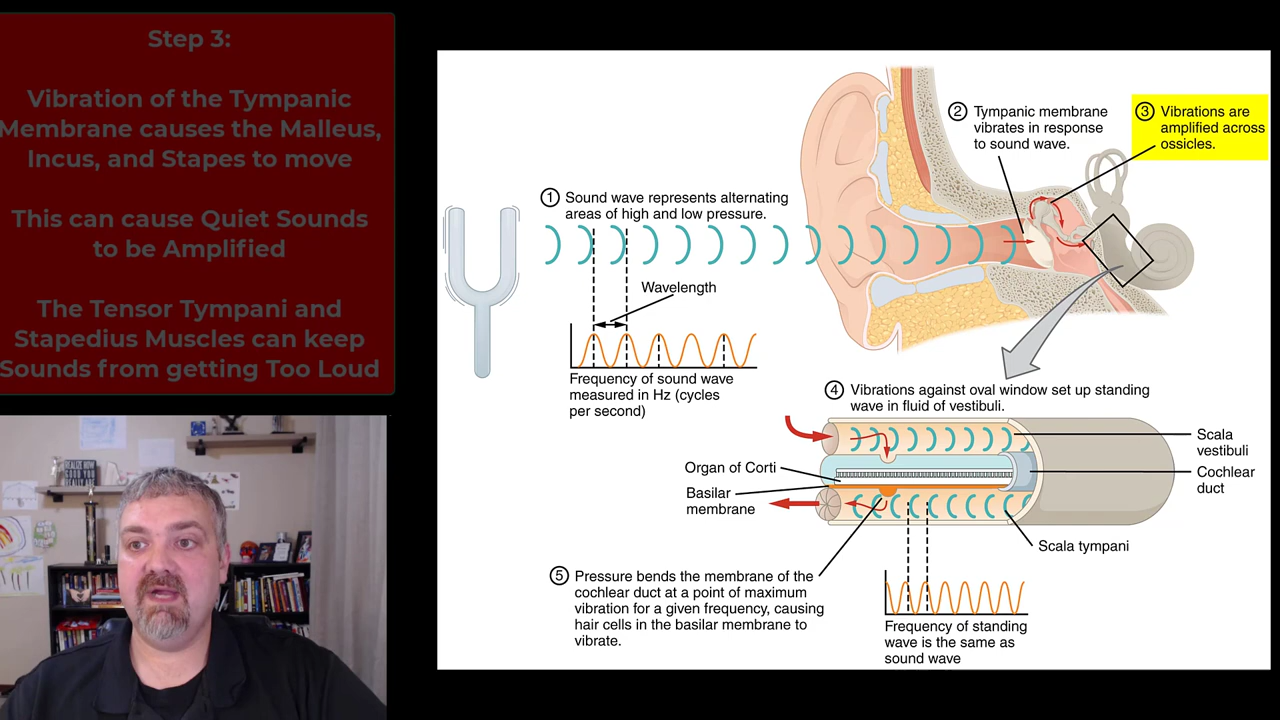 Step 3:
Vibration of the Tympanic
Membrane causes the Malleus,
Incus, and Stapes to move
This can cause Quiet Sounds
to be Amplified
The Tensor Tympani and
Stapedius Muscles can keep
Sounds from getting Too Loud
1 Sound wave represents alternating
areas of high and low pressure.
Wavelength
Frequency of sound wave
measured in Hz (cycles
per second)
2 Tympanic membrane
vibrates in response
to sound wave.
3 Vibrations are
amplified across
ossicles.
4 Vibrations against oval window set up standing
wave in fluid of vestibuli.
Scala
vestibuli
Cochlear
duct
Organ of Corti
Basilar
membrane
Scala tympani
5 Pressure bends the membrane of the
cochlear duct at a point of maximum
vibration for a given frequency, causing
hair cells in the basilar membrane to
vibrate.
Frequency of standing
wave is the same as
sound wave
REALIZE HOW
GOOD YOU
REALLY ARE